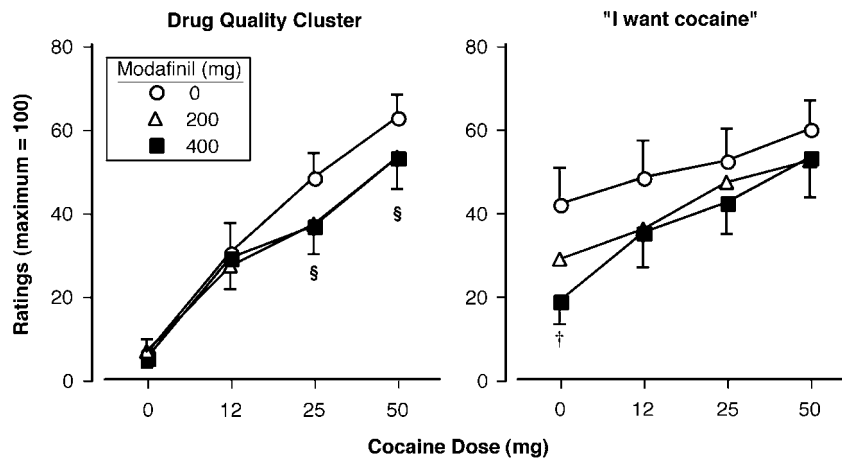 Drug Quality Cluster
"I want cocaine"
Ratings (maximum = 100)
80
60
40
20
0
Modafinil (mg)
0
200
400
§
§
0 12 25 50
80
60
40
20
0
†
0 12 25 50
Cocaine Dose (mg)